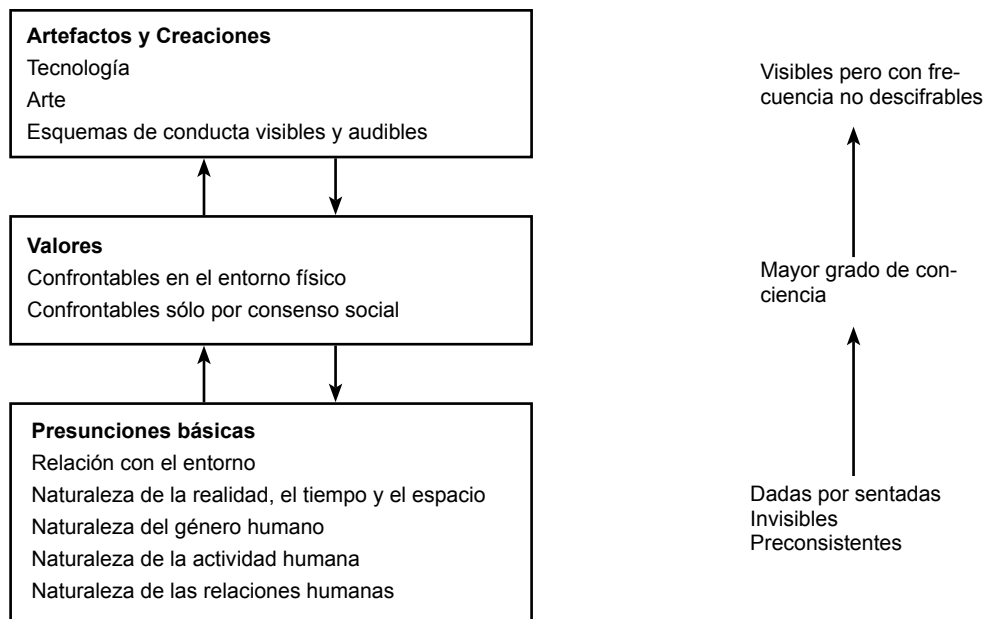 Artefactos y Creaciones
Tecnología
Arte
Esquemas de conducta visibles y audibles
Visibles pero con fre-
cuencia no descifrables
Valores
Confrontables en el entorno físico
Confrontables sólo por consenso social
Mayor grado de con-
ciencia
Presunciones básicas
Relación con el entorno
Naturaleza de la realidad, el tiempo y el espacio
Naturaleza del género humano
Naturaleza de la actividad humana
Naturaleza de las relaciones humanas
Dadas por sentadas
Invisibles
Preconsistentes